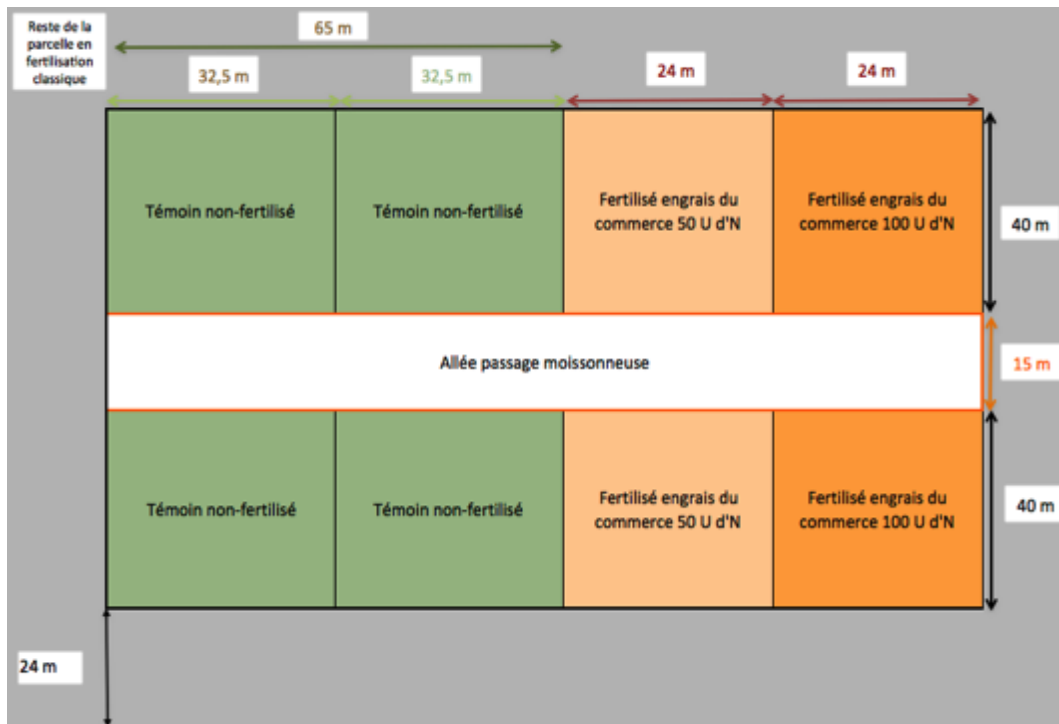 Reste de la
parcelle en
fertilisation
classique
65 m
32,5 m
32,5 m
24 m
24 m
Témoin non-fertilisé
Témoin non-fertilisé
Fertilisé engrais du
commerce 50 U d'N
Fertilisé engrais du
commerce 100 U d'N
40 m
Allée passage moissonneuse
15 m
Témoin non-fertilisé
Témoin non-fertilisé
Fertilisé engrais du
commerce 50 U d'N
Fertilisé engrais du
commerce 100 U d'N
40 m
24 m